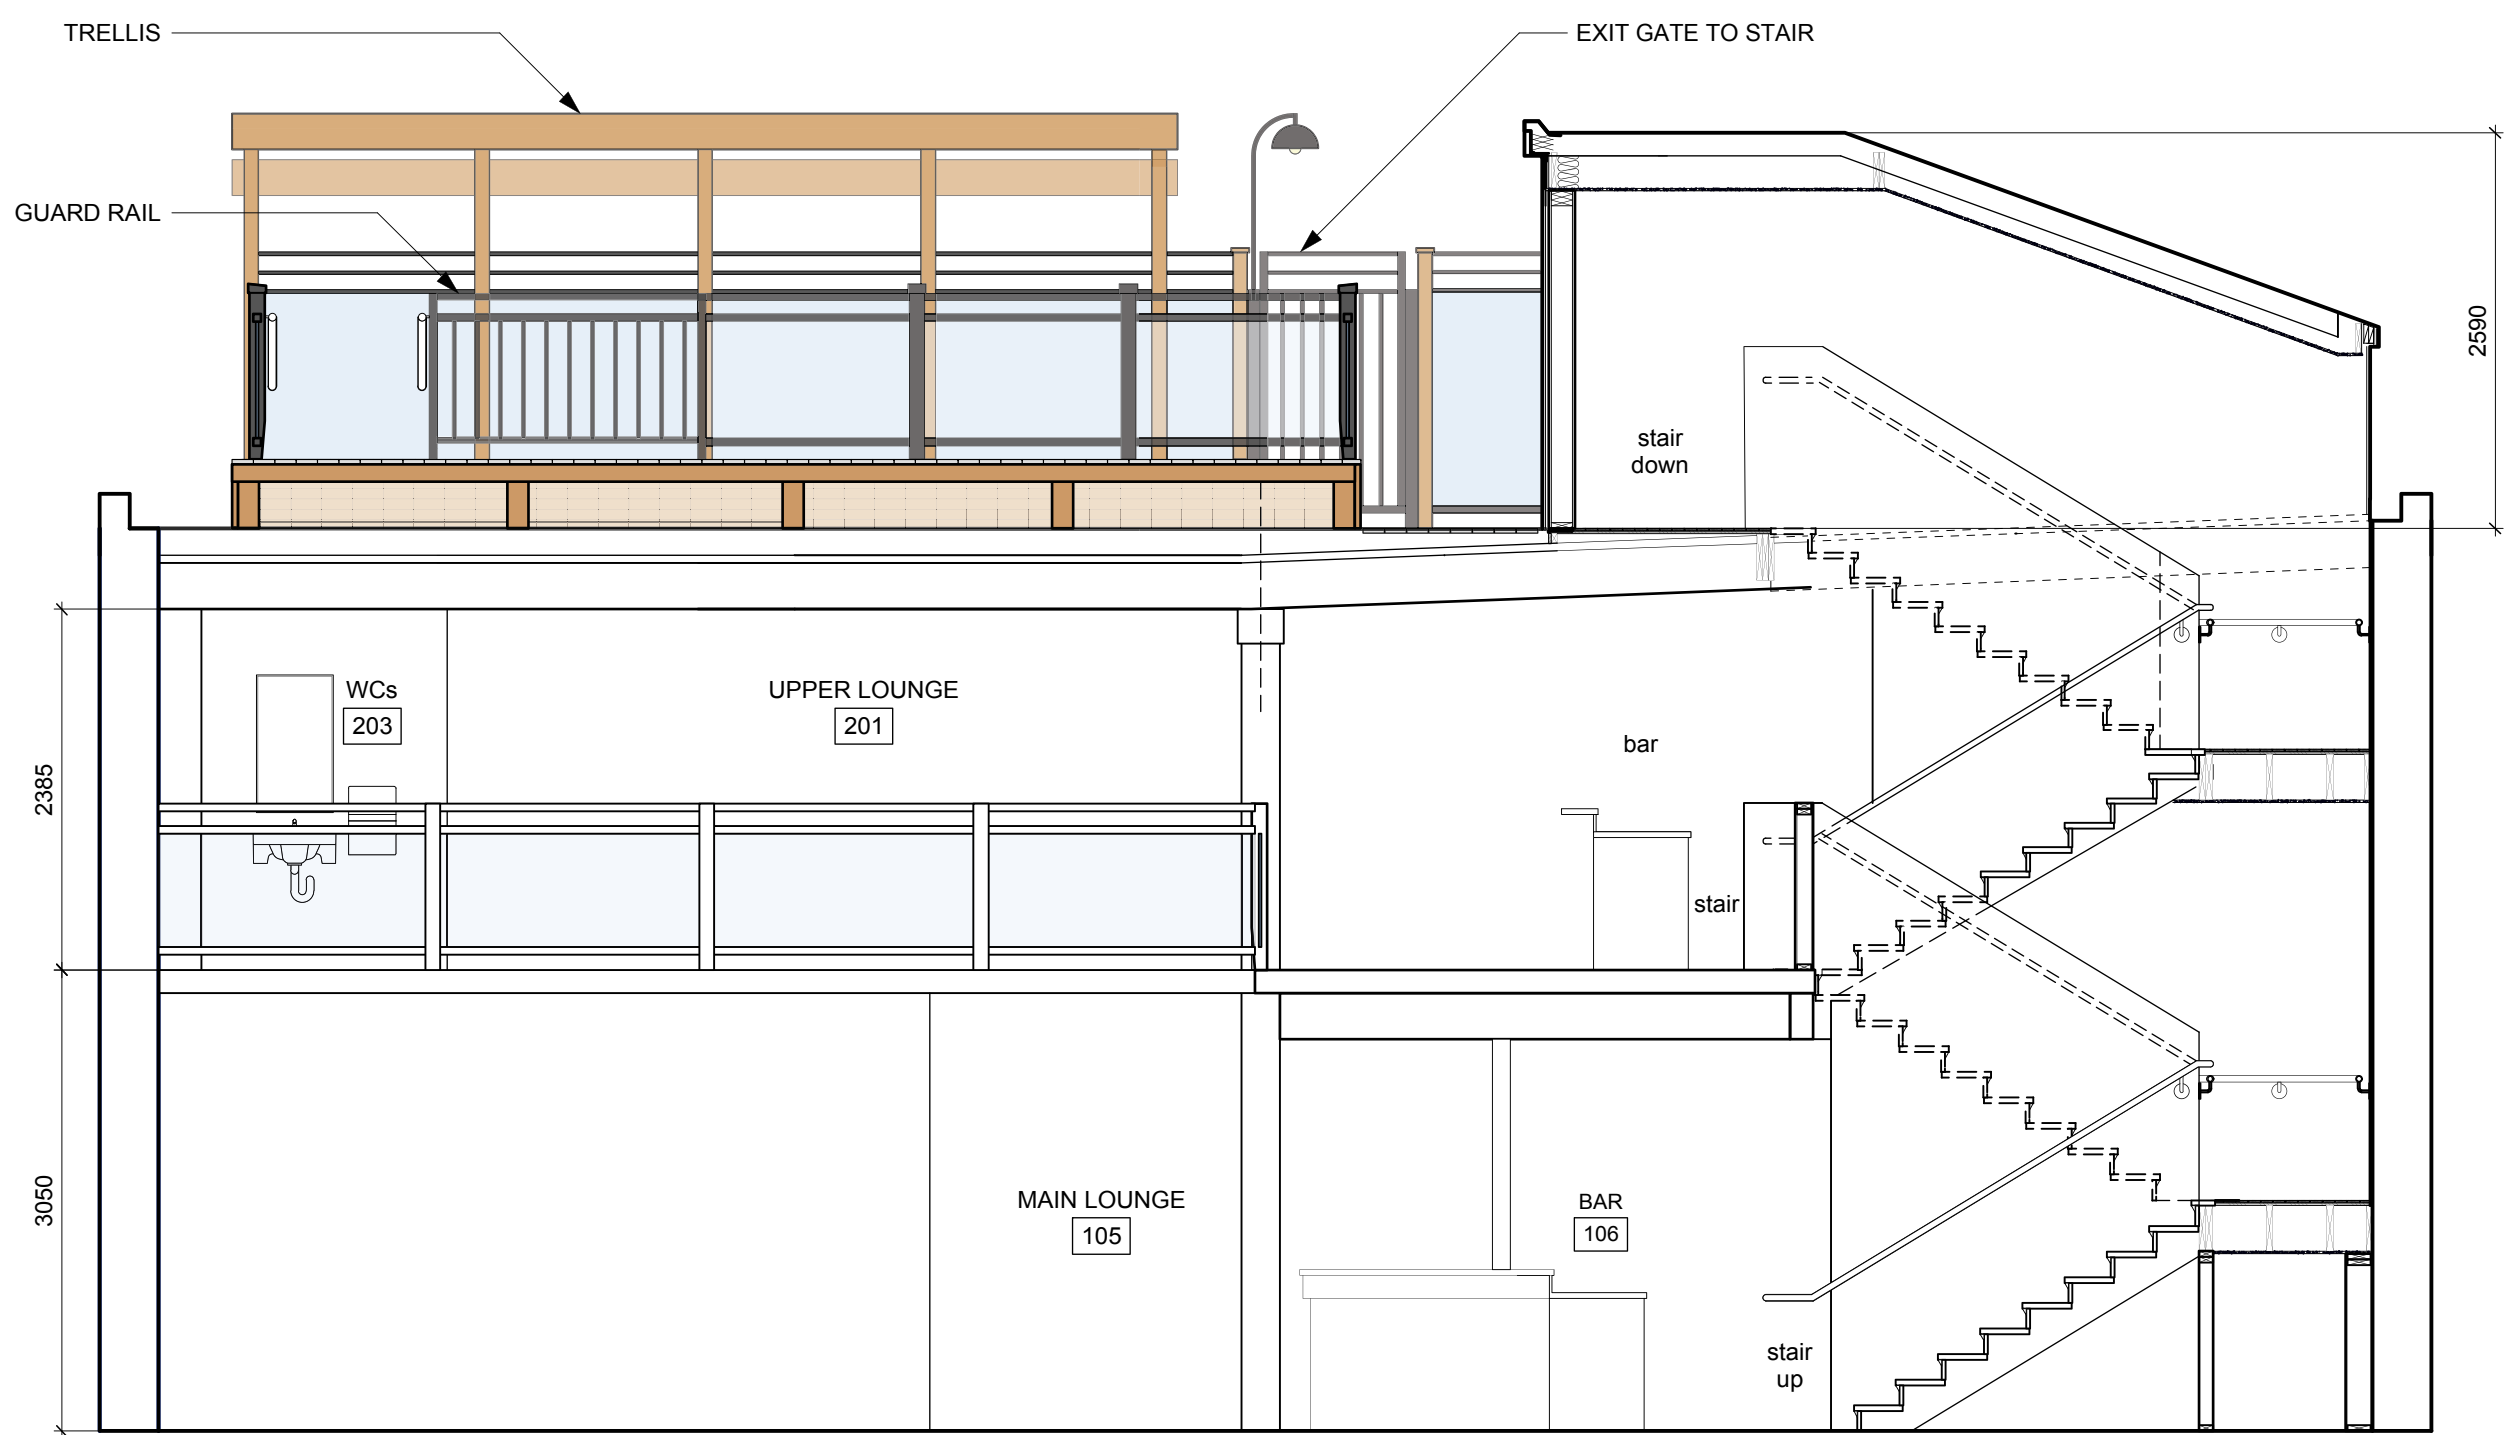 TRELLIS
EXIT GATE TO STAIR
GUARD RAIL
2590
stair
down
WCs
203
UPPER LOUNGE
201
bar
2385
stair
MAIN LOUNGE
105
BAR
106
3050
stair
up